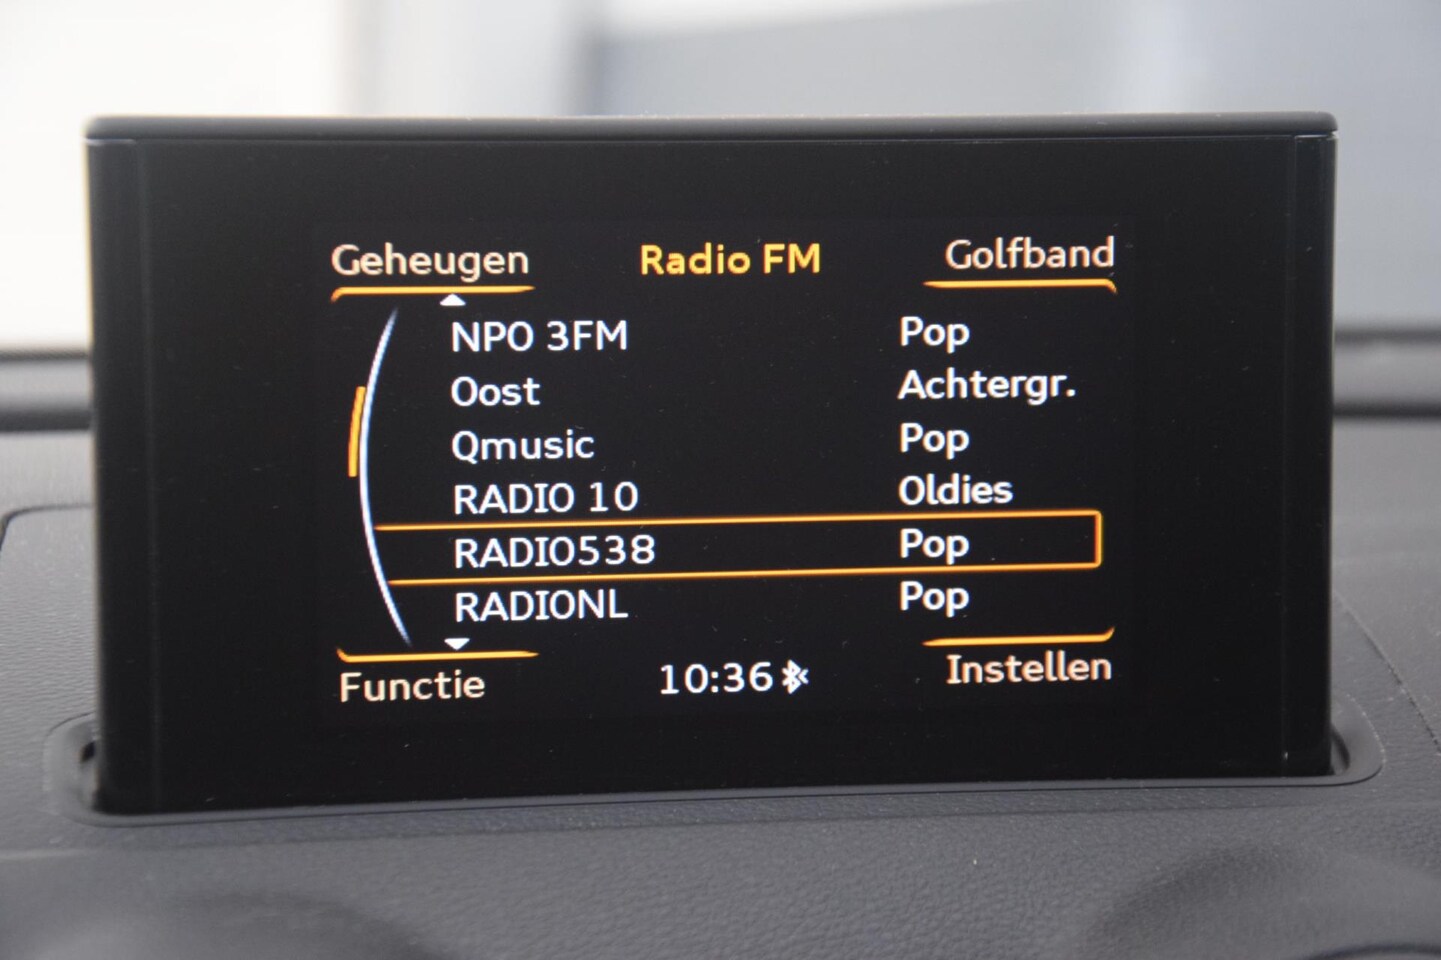 Geheugen Radio FM Golfband
NPO 3FM Pop
Oost Achtergr.
Qmusic Pop
RADIO 10 Oldies
RADIO538 Pop
RADIONL Pop
Functie 10:36 Instellen